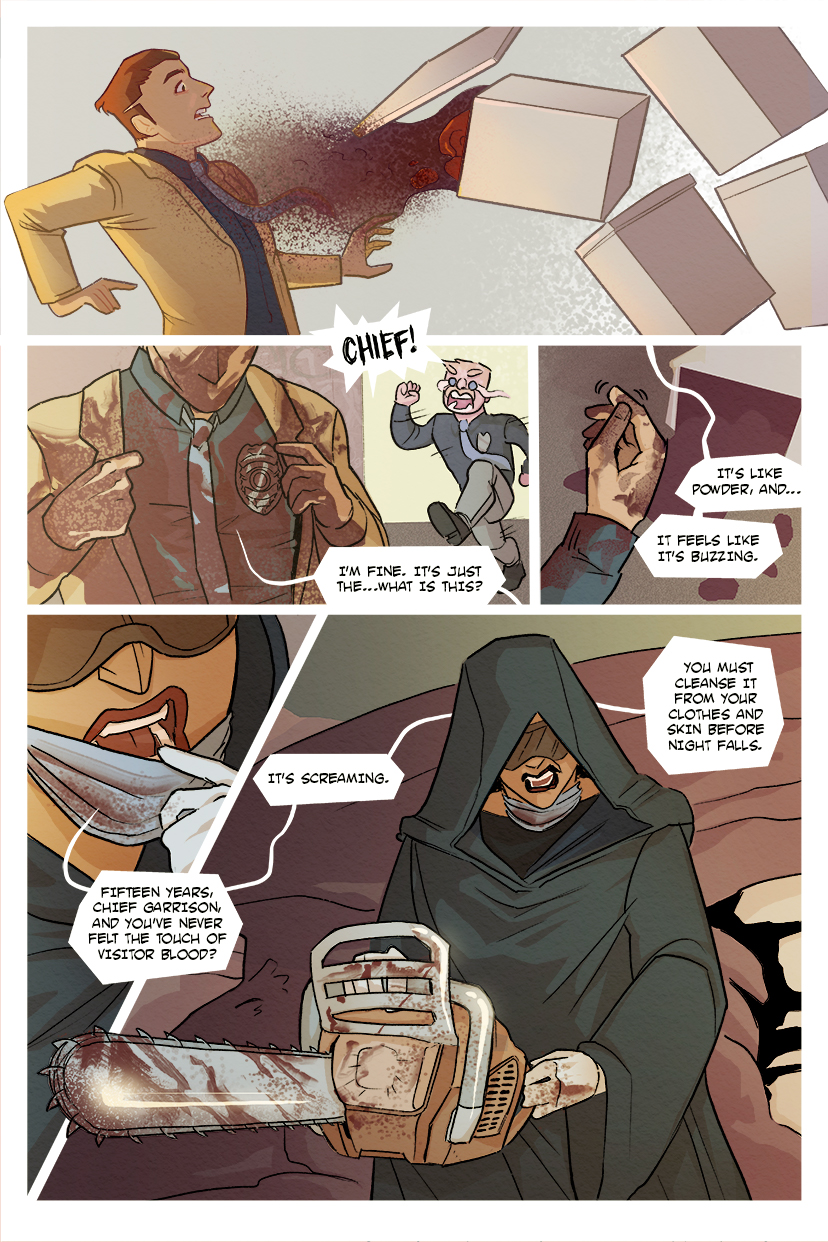 CHIEF!
I'M FINE. IT'S JUST
THE...WHAT IS THIS?
IT'S LIKE
POWDER, AND...
IT FEELS LIKE
IT'S BUZZING.
FIFTEEN YEARS,
CHIEF GARRISON,
AND YOU'VE NEVER
FELT THE TOUCH OF
VISITOR BLOOD?
IT'S SCREAMING.
YOU MUST
CLEANSE IT
FROM YOUR
CLOTHES AND
SKIN BEFORE
NIGHT FALLS.